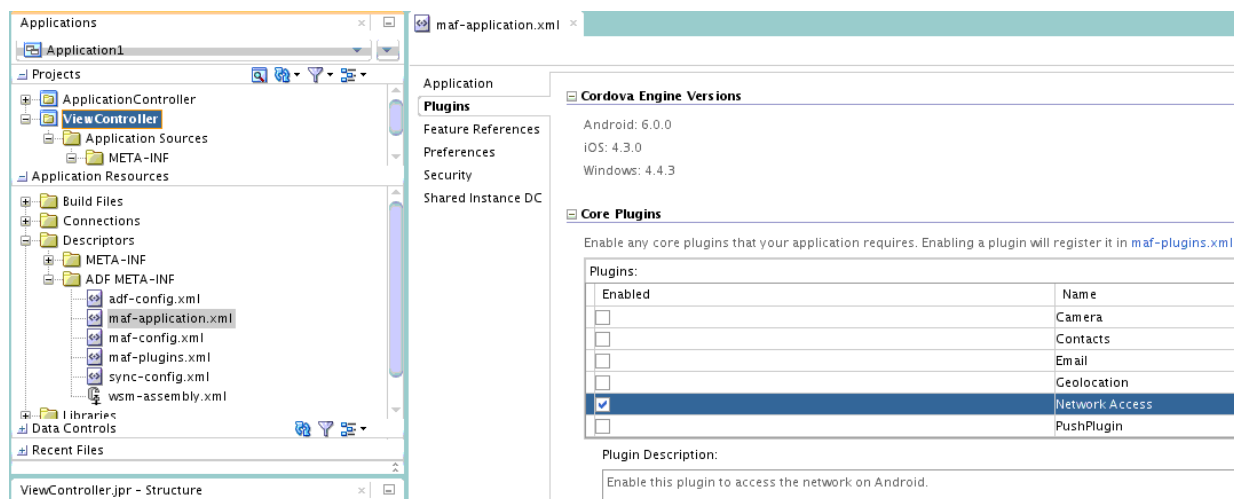 Applications
Application1
Projects
ApplicationController
ViewController
Application Sources
META-INF
Application Resources
Build Files
Connections
Descriptors
META-INF
ADF META-INF
adf-config.xml
maf-application.xml
maf-config.xml
maf-plugins.xml
sync-config.xml
wsm-assembly.xml
Libraries
Data Controls
Recent Files
ViewController.jpr - Structure
maf-application.xml
Application
Plugins
Feature References
Preferences
Security
Shared Instance DC
Cordova Engine Versions
Android: 6.0.0
iOS: 4.3.0
Windows: 4.4.3
Core Plugins
Enable any core plugins that your application requires. Enabling a plugin will register it in maf-plugins.xml
Plugins:
Enabled Name
Camera
Contacts
Email
Geolocation
Network Access
PushPlugin
Plugin Description:
Enable this plugin to access the network on Android.